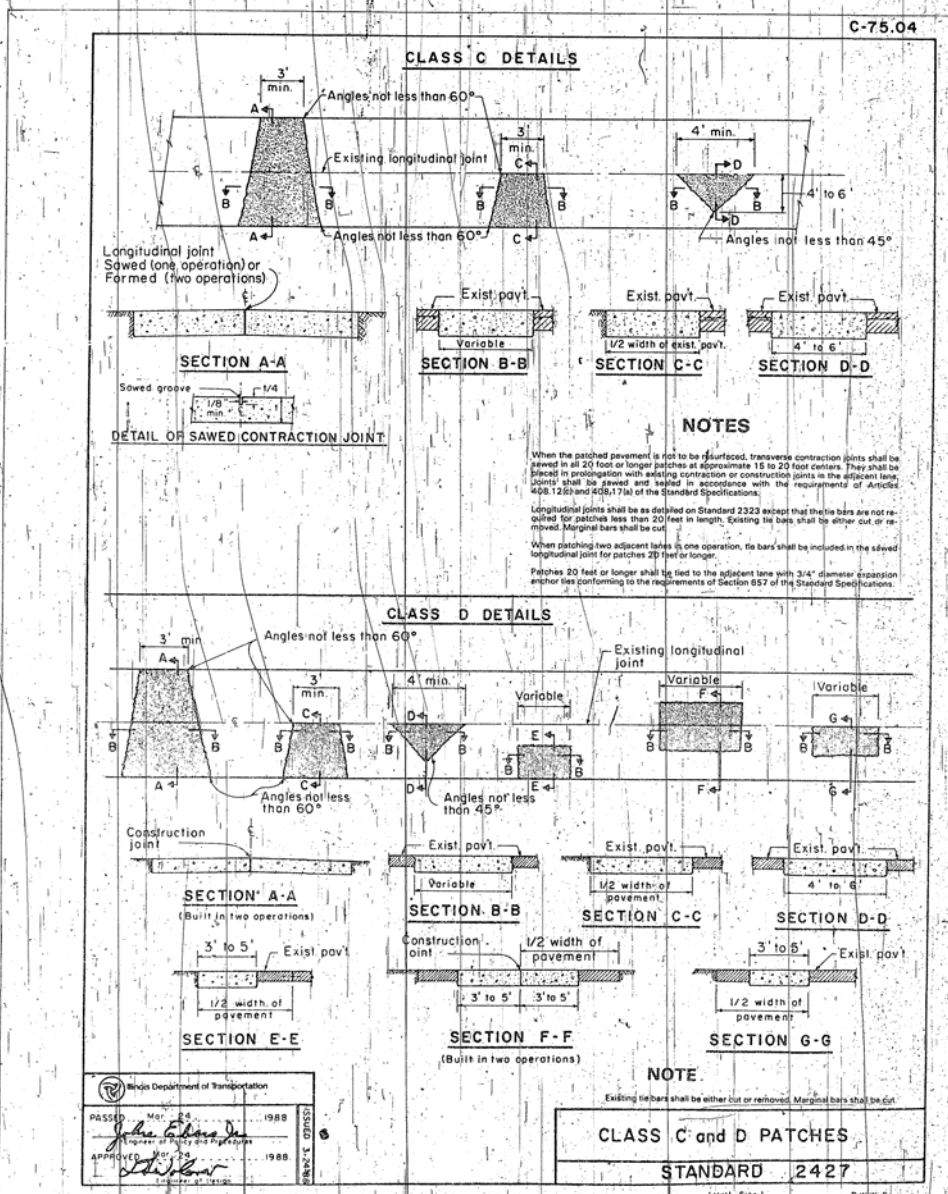 C-75.04
CLASS C DETAILS
3'
min.
A
Angles not less than 60°
3'
min.
4' min.
C
D
Existing longitudinal joint
℄
B
B
B
B
B
B
4' to 6'
A
Angles not less than 60°
C
D
Angles not less than 45°
Longitudinal joint
Sawed (one operation) or
Formed (two operations)
℄
Exist. pav't.
Exist. pav't.
Exist. pav't.
Variable
1/2 width of exist. pav't.
4' to 6'
SECTION A-A
SECTION B-B
SECTION C-C
SECTION D-D
Sawed groove
1/4
1/8"
min.
DETAIL OF SAWED CONTRACTION JOINT
NOTES
When the patched pavement is not to be resurfaced, transverse contraction joints shall be
sawed in all 20 foot or longer patches at approximate 15 to 20 foot centers. They shall be
placed in prolongation with existing contraction or construction joints in the adjacent lane.
Joints shall be sawed and sealed in accordance with the requirements of Articles
408.12(c) and 408.17(a) of the Standard Specifications.
Longitudinal joints shall be as detailed on Standard 2323 except that the tie bars are not re-
quired for patches less than 20 feet in length. Existing tie bars shall be either cut or re-
moved. Marginal bars shall be cut.
When patching two adjacent lanes in one operation, tie bars shall be included in the sawed
longitudinal joint for patches 20 feet or longer.
Patches 20 feet or longer shall be tied to the adjacent lane with 3/4" diameter expansion
anchor ties conforming to the requirements of Section 657 of the Standard Specifications.
CLASS D DETAILS
3' min
Angles not less than 60°
A
3'
min.
4' min.
Existing longitudinal
joint
Variable
Variable
Variable
C
D
E
F
G
℄
B
B
B
B
B
B
B
B
B
B
B
B
A
C
D
E
F
G
Angles not less
than 60°
Angles not less
than 45°
Construction
joint
℄
Exist. pav't.
Exist. pav't.
Exist. pav't.
Variable
1/2 width of
pavement
4' to 6'
SECTION A-A
(Built in two operations)
SECTION B-B
SECTION C-C
SECTION D-D
3' to 5'
Exist. pav't
Construction
oint
1/2 width of
pavement
3' to 5'
Exist. pav't
1/2 width of
pavement
3' to 5'
3' to 5'
1/2 width of
pavement
SECTION E-E
SECTION F-F
(Built in two operations)
SECTION G-G
NOTE
Existing tie bars shall be either cut or removed. Marginal bars shall be cut.
Illinois Department of Transportation
PASSED Mar. 24 1988
Engineer of Policy and Procedures
APPROVED Mar. 24 1988
Engineer of Design
ISSUED 3-24-88
CLASS C and D PATCHES
STANDARD 2427